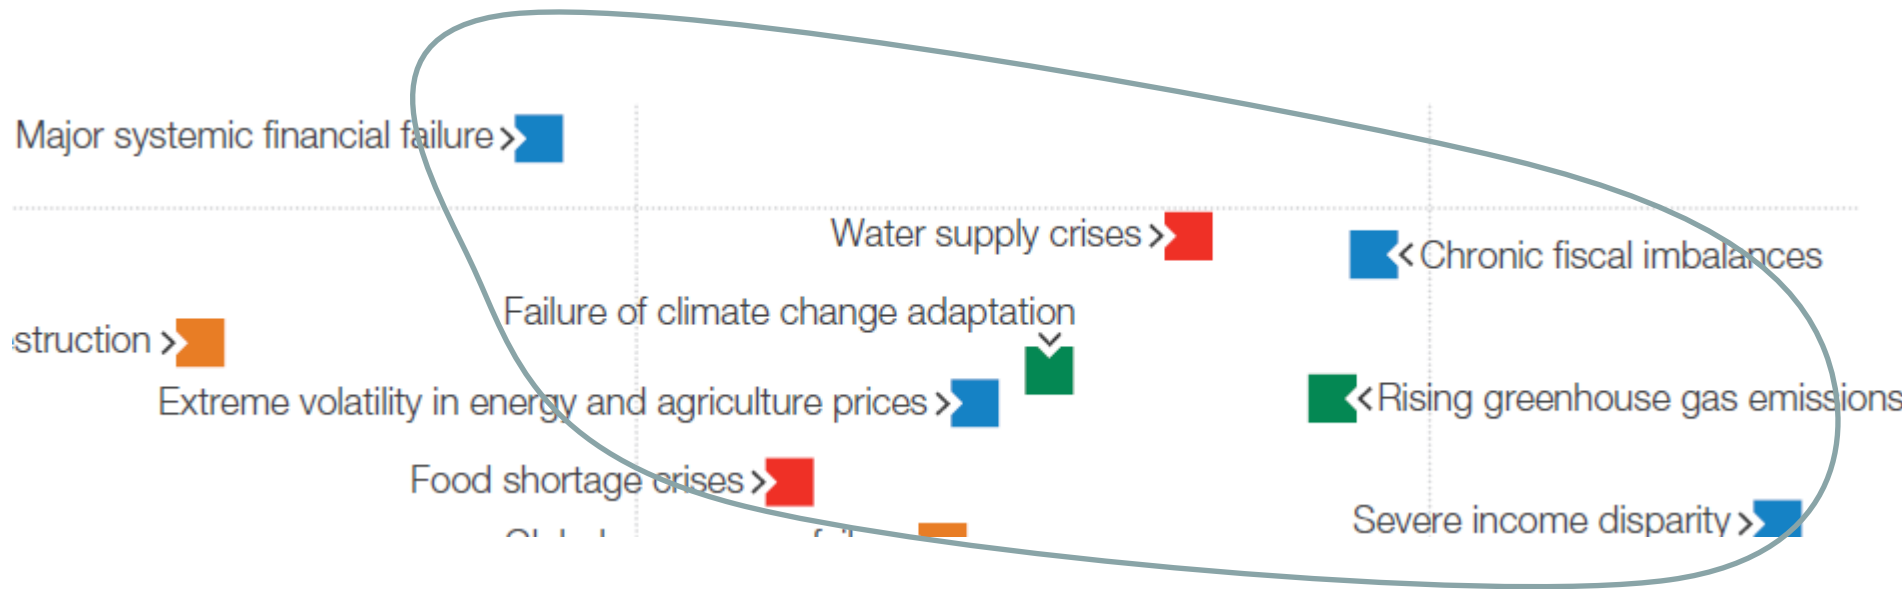 Major systemic financial failure
Water supply crises
Chronic fiscal imbalances
Failure of climate change adaptation
struction
Extreme volatility in energy and agriculture prices
Rising greenhouse gas emissions
Food shortage crises
Severe income disparity